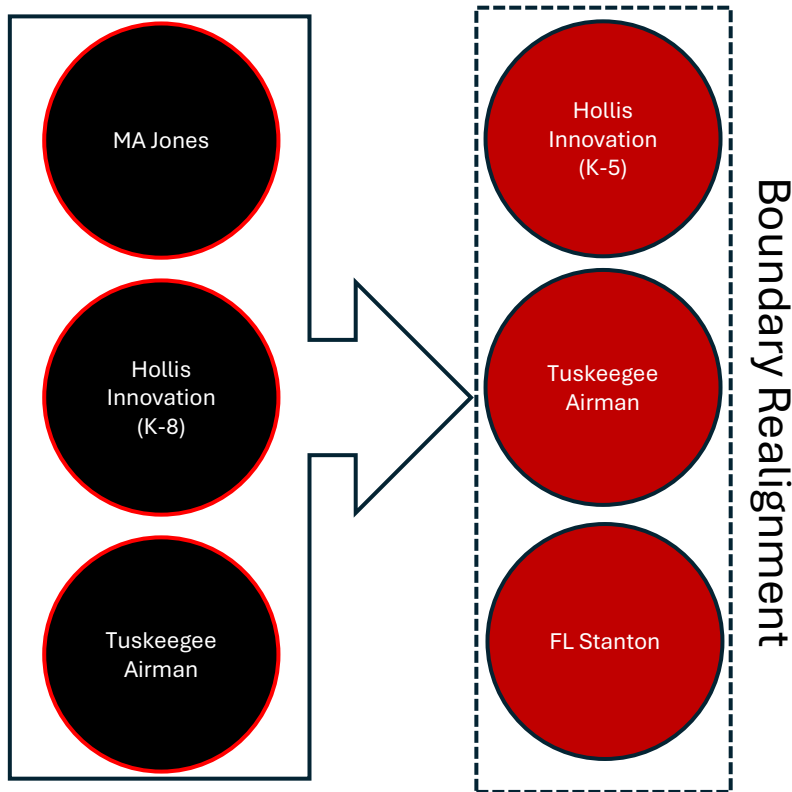 MA Jones
Hollis
Innovation
(K-8)
Tuskeegee
Airman
Hollis
Innovation
(K-5)
Tuskeegee
Airman
FL Stanton
Boundary Realignment